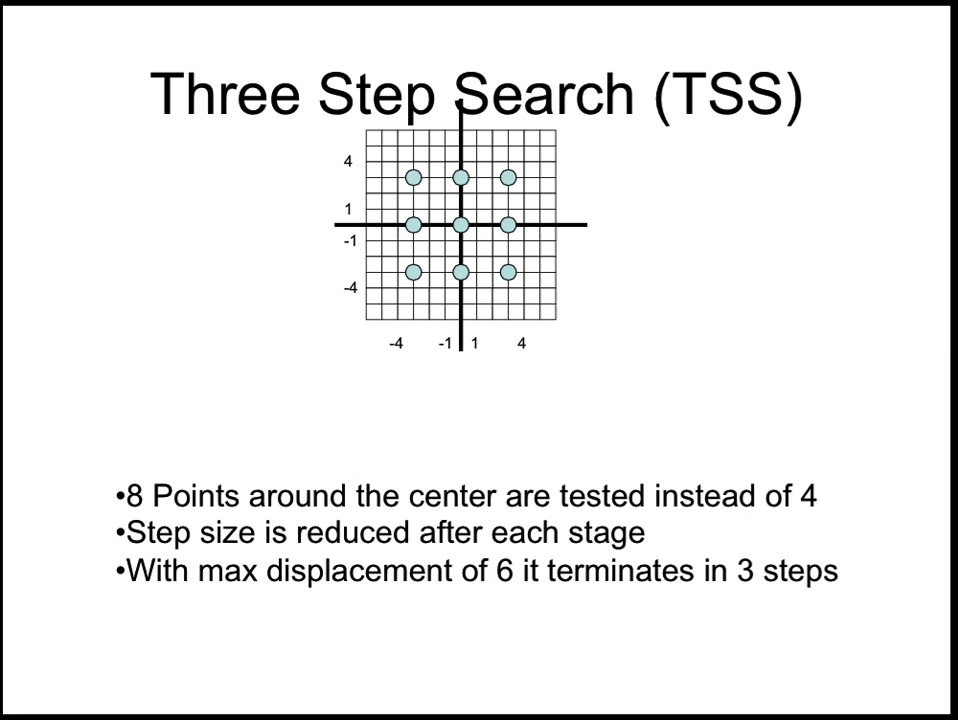 Three Step Search (TSS)
4
1
-1
-4
-4 -1 1 4
•8 Points around the center are tested instead of 4
•Step size is reduced after each stage
•With max displacement of 6 it terminates in 3 steps